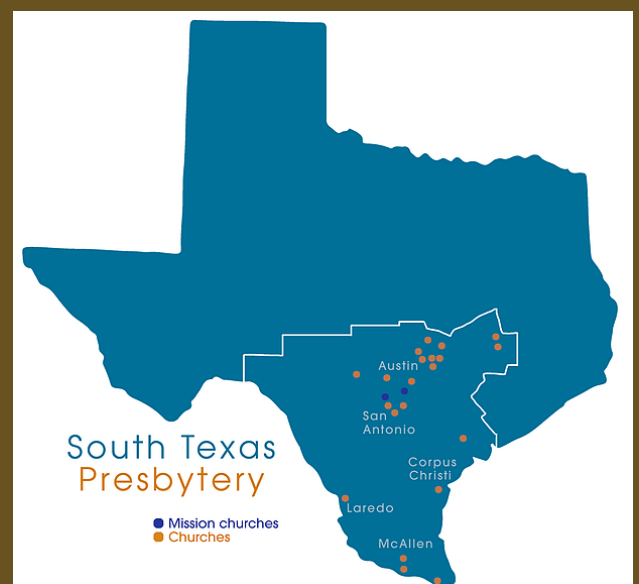 Austin
San
Antonio
Corpus
Christi
Laredo
McAllen
South Texas
Presbytery
Mission churches
Churches